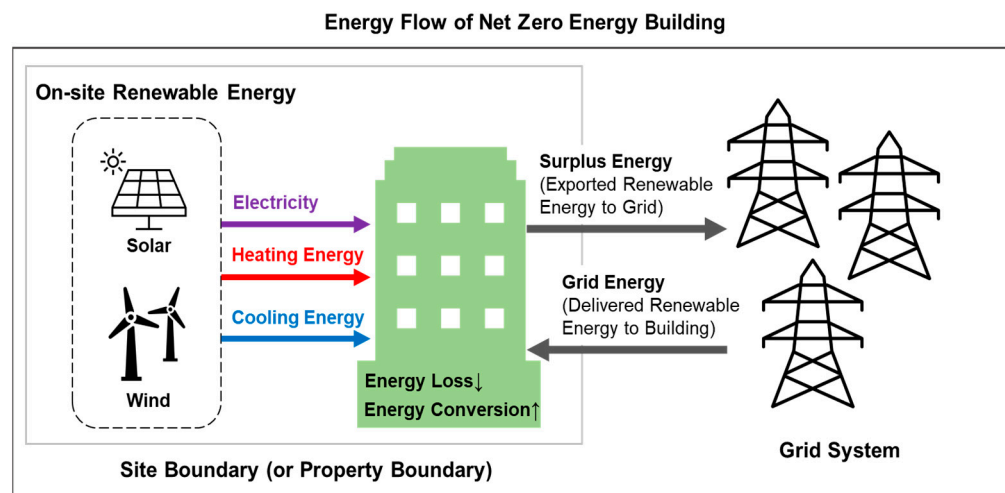 Energy Flow of Net Zero Energy Building
On-site Renewable Energy
Solar
Wind
Electricity
Heating Energy
Cooling Energy
Energy Loss↓
Energy Conversion↑
Surplus Energy
(Exported Renewable
Energy to Grid)
Grid Energy
(Delivered Renewable
Energy to Building)
Grid System
Site Boundary (or Property Boundary)